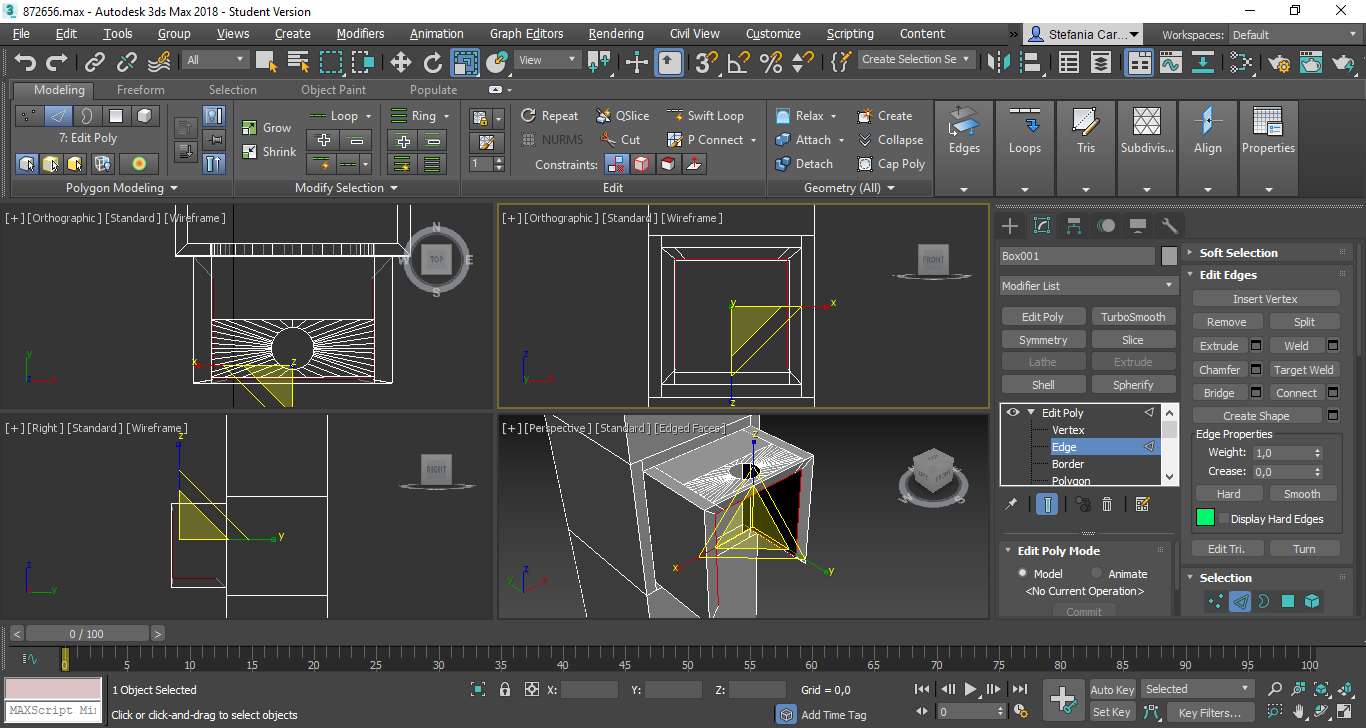 3 872656.max - Autodesk 3ds Max 2018 - Student Version
File Edit Tools Group Views Create Modifiers Animation Graph Editors Rendering Civil View Customize Scripting Content » Stefania Car... Workspaces: Default
All View 3 % Create Selection Se
Modeling Freeform Selection Object Paint Populate
7: Edit Poly
Polygon Modeling
Grow
Shrink
Loop Ring
Modify Selection
1
Repeat QSlice Swift Loop
NURMS Cut P Connect
Constraints:
Edit
Relax Create
Attach Collapse
Detach Cap Poly
Geometry (All)
Edges Loops Tris Subdivis... Align Properties
[+] [Orthographic] [Standard] [Wireframe]
N
W TOP E
S
x z
y
z x
[+] [Orthographic] [Standard] [Wireframe]
FRONT
y x
z
z
y x
[+] [Right] [Standard] [Wireframe]
RIGHT
z
y
z
y
[+] [Perspective] [Standard] [Edged Faces]
TOP
W S
z
x
y
z
y x
Box001
Modifier List
Edit Poly TurboSmooth
Symmetry Slice
Lathe Extrude
Shell Spherify
Edit Poly
Vertex
Edge
Border
Polygon
Edit Poly Mode
Model Animate
<No Current Operation>
Commit
Soft Selection
Edit Edges
Insert Vertex
Remove Split
Extrude Weld
Chamfer Target Weld
Bridge Connect
Create Shape
Edge Properties
Weight: 1,0
Crease: 0,0
Hard Smooth
Display Hard Edges
Edit Tri. Turn
Selection
< 0 / 100 >
0 5 10 15 20 25 30 35 40 45 50 55 60 65 70 75 80 85 90 95 100
MAXScript Mi
1 Object Selected
Click or click-and-drag to select objects
X: Y: Z: Grid = 0,0
Add Time Tag
0
Auto Key Selected
Set Key Key Filters...